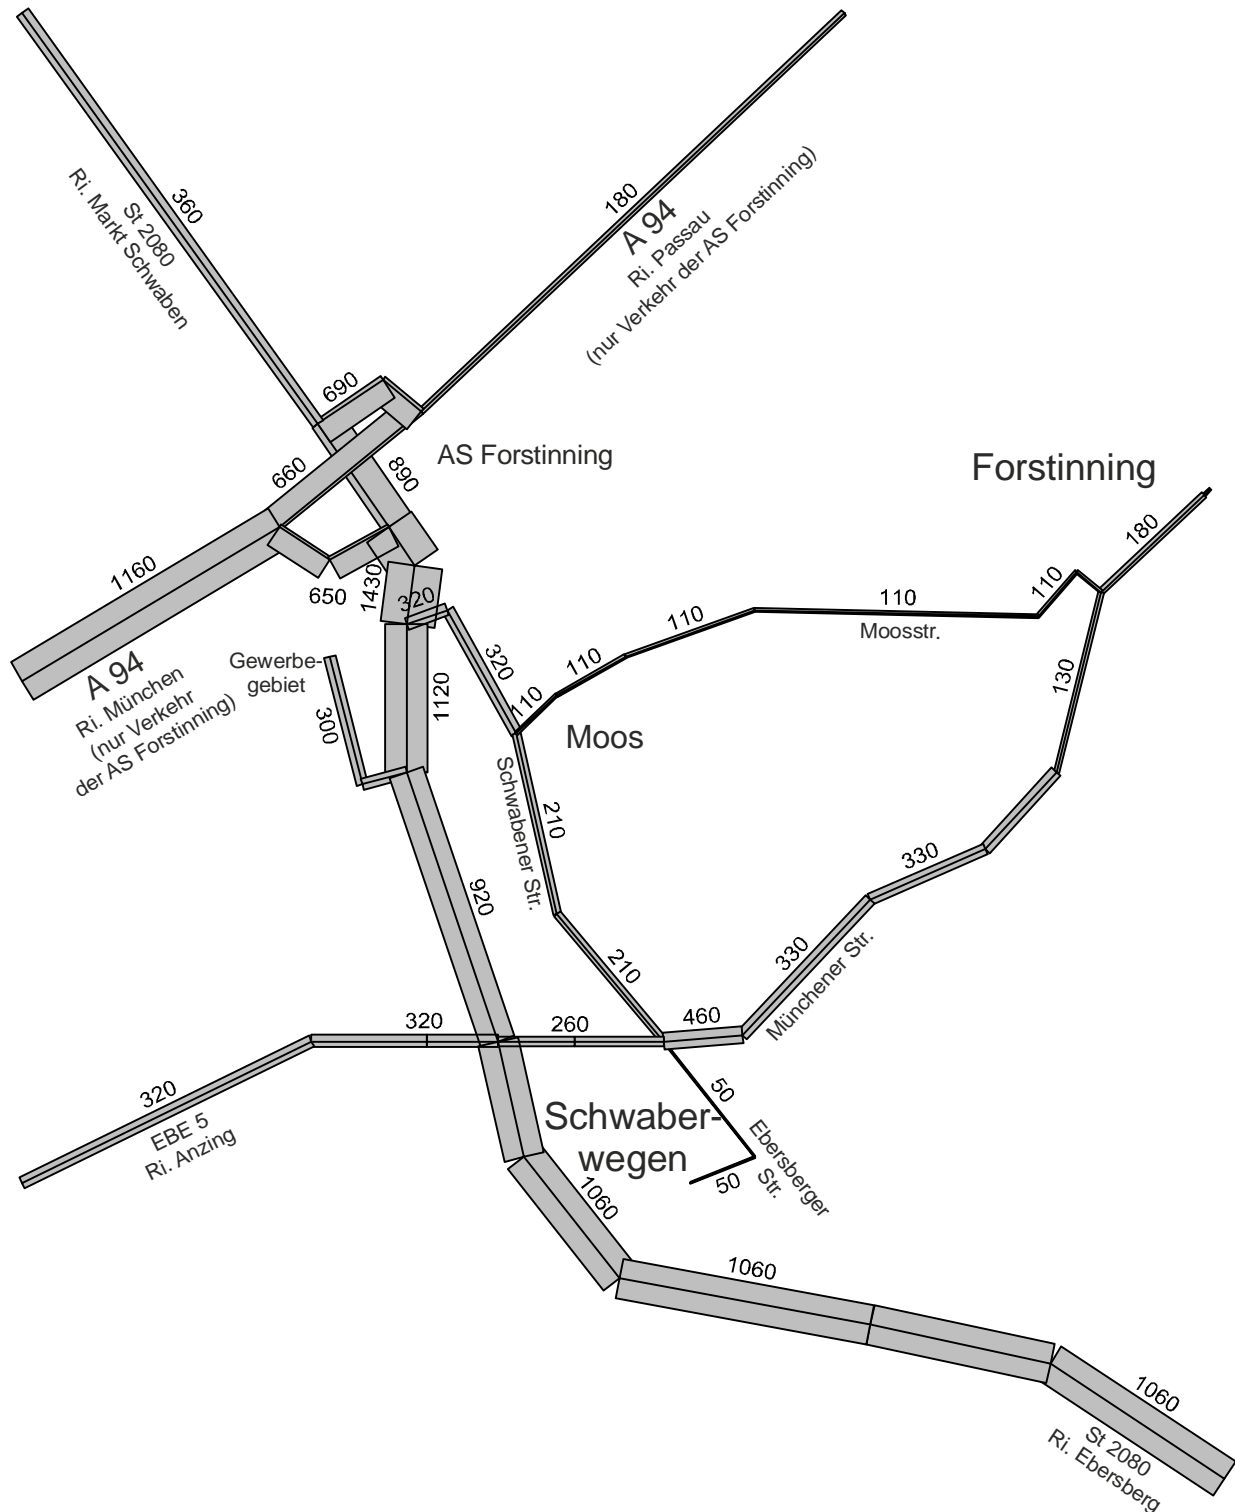 360
St 2080
Ri. Markt Schwaben
180
A 94
Ri. Passau
(nur Verkehr der AS Forstinning)
690
660
890
AS Forstinning
Forstinning
180
1160
650
1430
320
A 94
Ri. München
(nur Verkehr
der AS Forstinning)
Gewerbe-
gebiet
300
1120
320
110
110
110
110
Moosstr.
110
130
Moos
Schwabener Str.
210
210
920
330
330
Münchener Str.
460
260
320
320
EBE 5
Ri. Anzing
50
50
Ebersberger
Str.
Schwaber-
wegen
1060
1060
1060
St 2080
Ri. Ebersberg